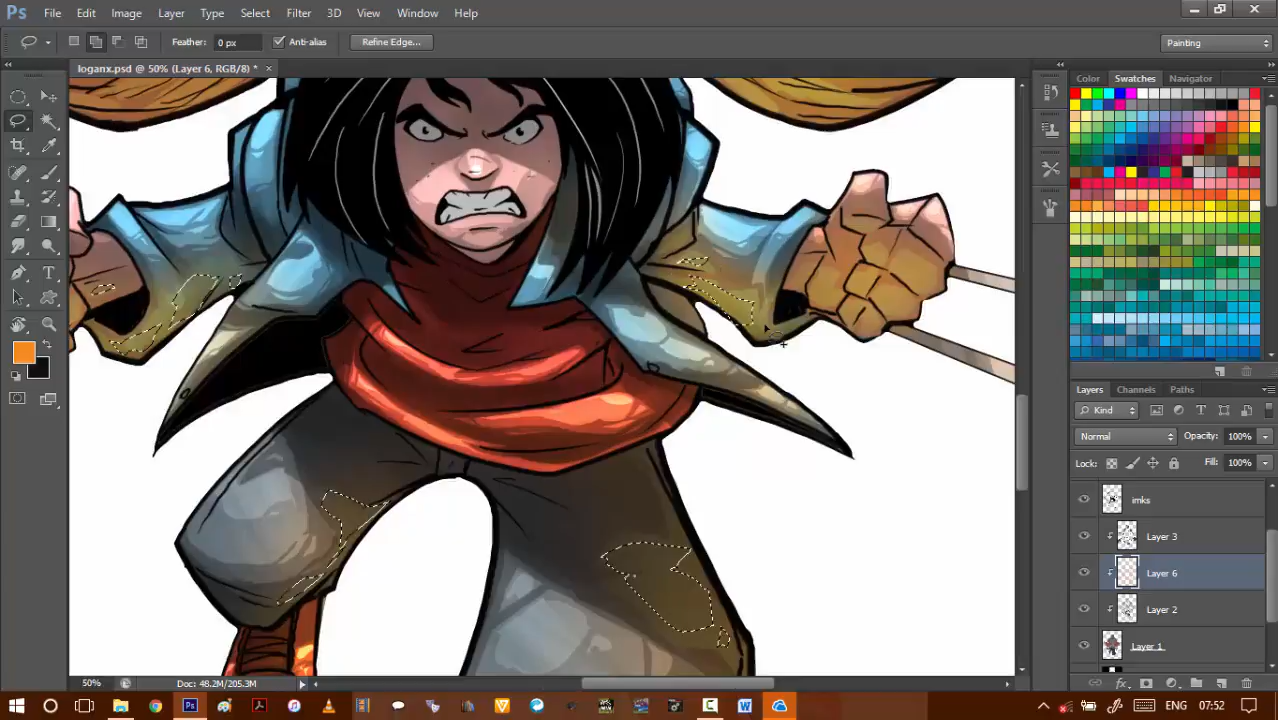 Ps File Edit Image Layer Type Select Filter 3D View Window Help
Feather: 0 px Anti-alias Refine Edge... Painting
loganx.psd @ 50% (Layer 6, RGB/8) * ×
Color Swatches Navigator
Layers Channels Paths
Kind
Normal Opacity: 100%
Lock: Fill: 100%
imks
Layer 3
Layer 6
Layer 2
Layer 1
50% Doc: 48.2M/205.3M
ENG 07:52